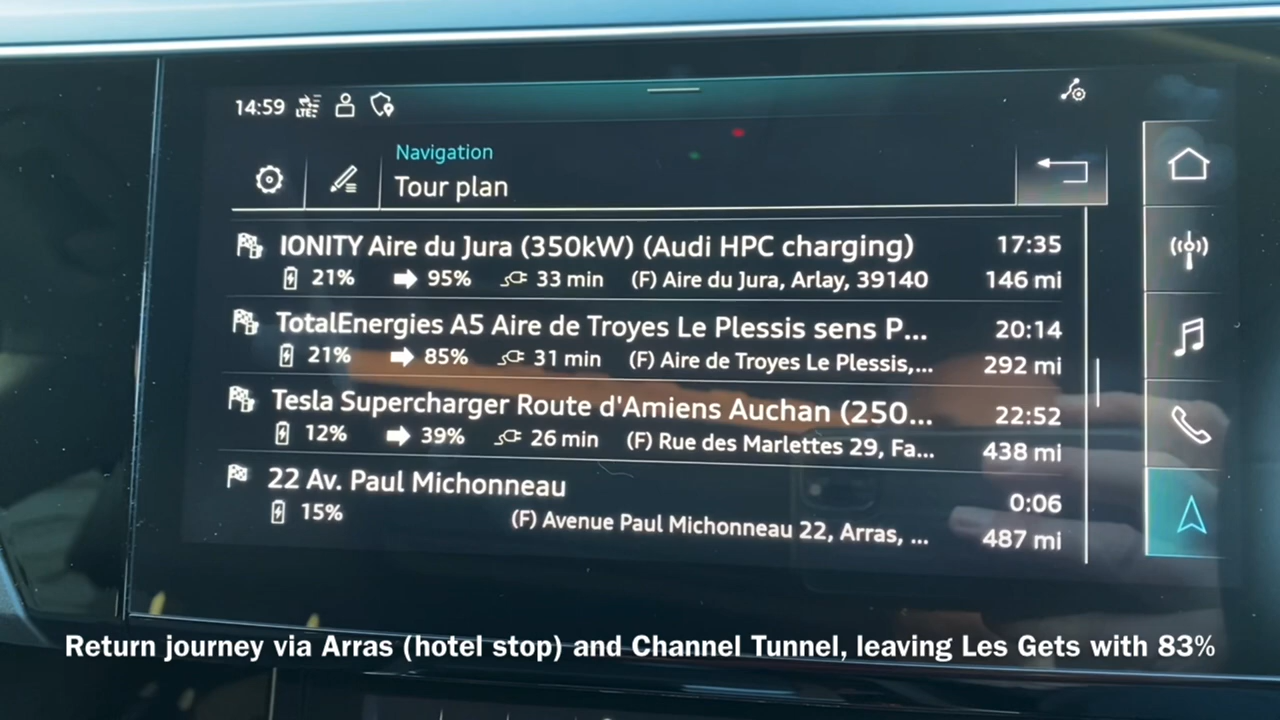 14:59 LTE
Navigation
Tour plan
IONITY Aire du Jura (350kW) (Audi HPC charging) 17:35
21% 95% 33 min (F) Aire du Jura, Arlay, 39140 146 mi
TotalEnergies A5 Aire de Troyes Le Plessis sens P... 20:14
21% 85% 31 min (F) Aire de Troyes Le Plessis,... 292 mi
Tesla Supercharger Route d'Amiens Auchan (250... 22:52
12% 39% 26 min (F) Rue des Marlettes 29, Fa... 438 mi
22 Av. Paul Michonneau 0:06
15% (F) Avenue Paul Michonneau 22, Arras, ... 487 mi
Return journey via Arras (hotel stop) and Channel Tunnel, leaving Les Gets with 83%